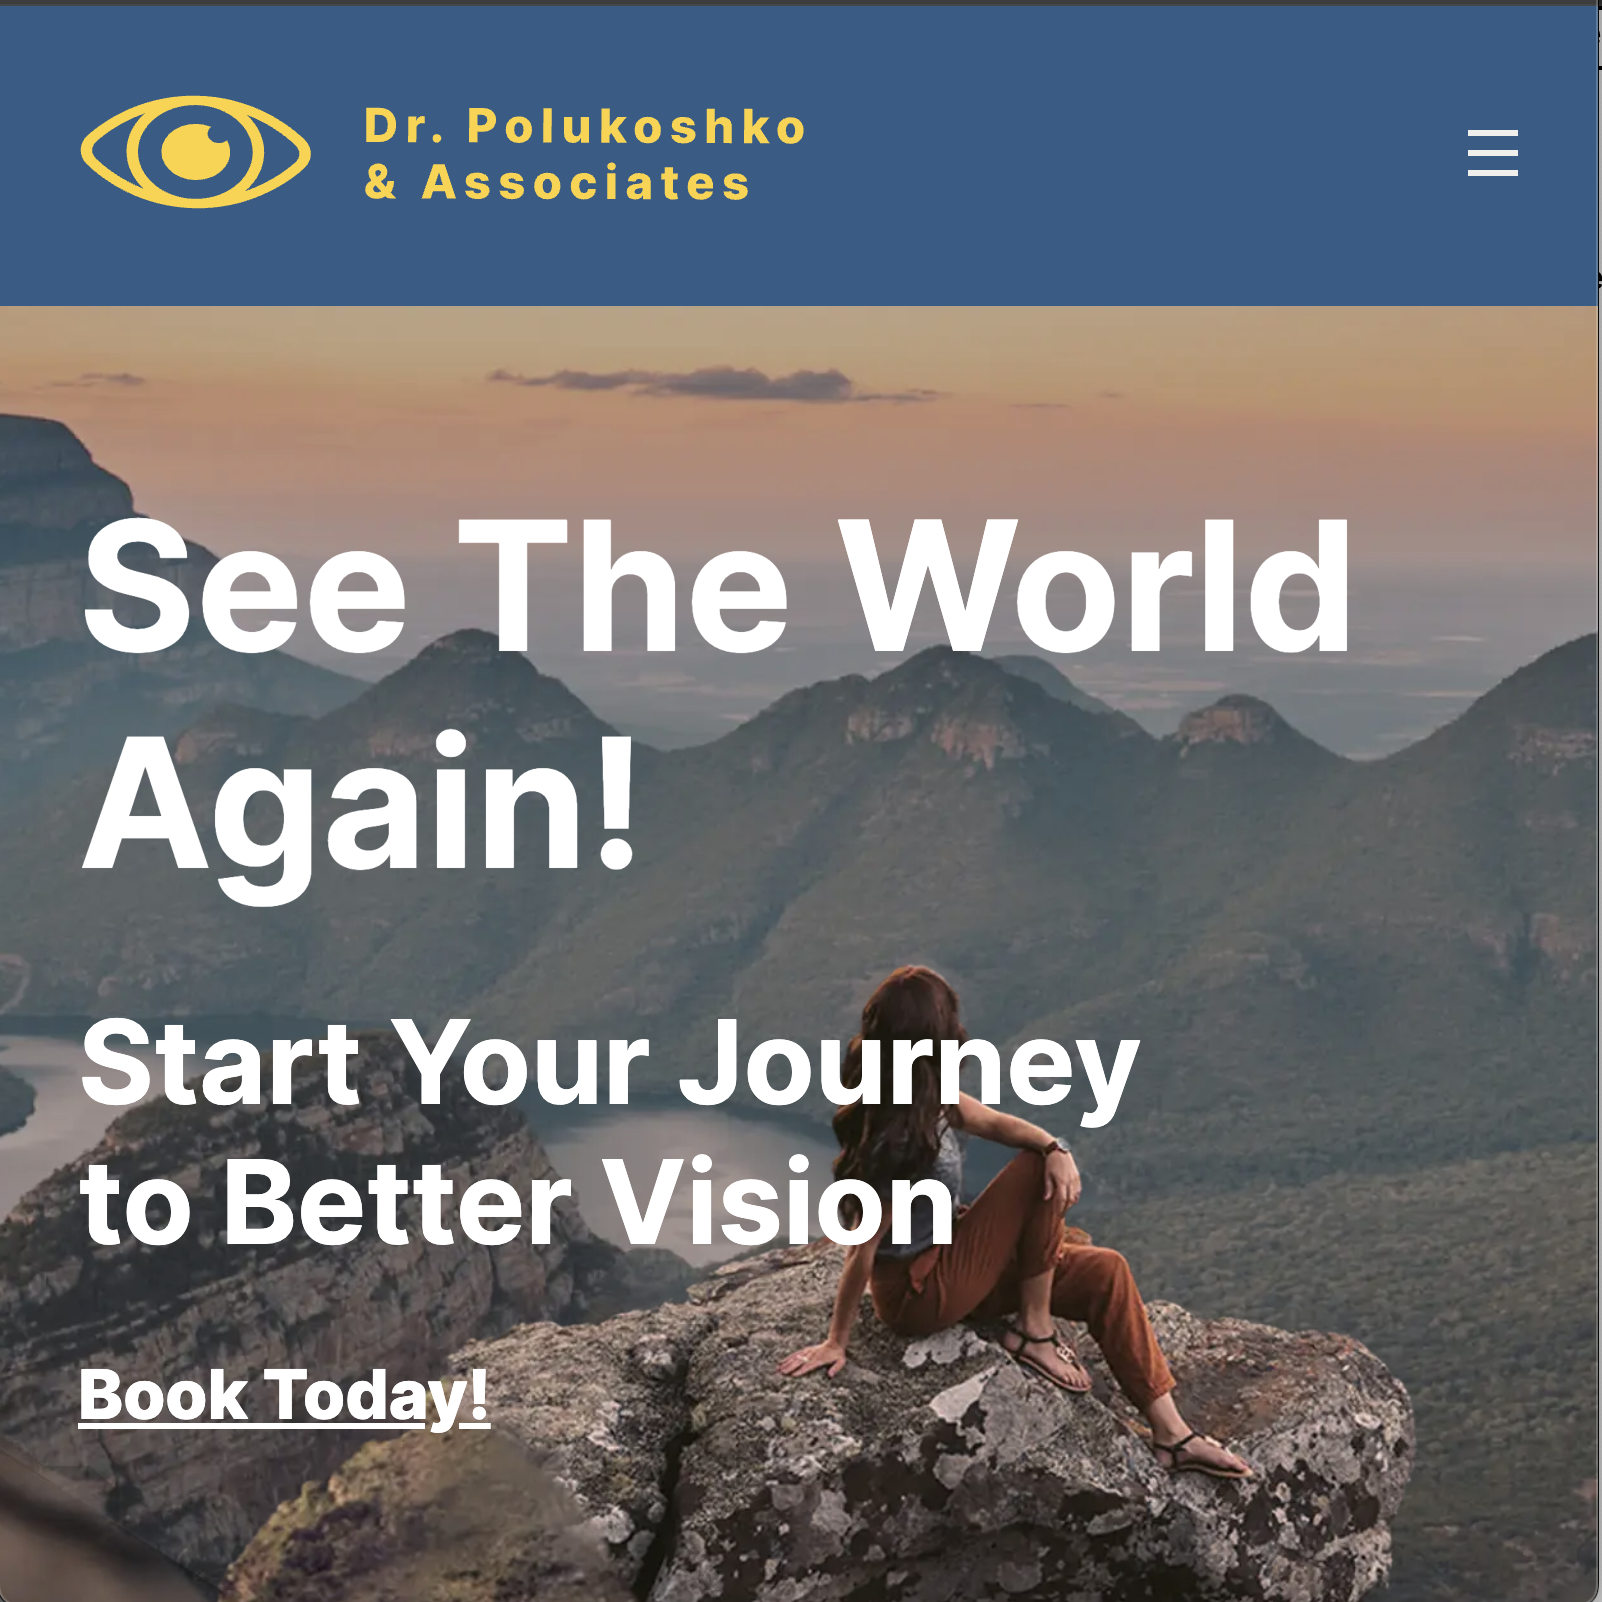 Dr. Polukoshko
& Associates
See The World
Again!
Start Your Journey
to Better Vision
Book Today!